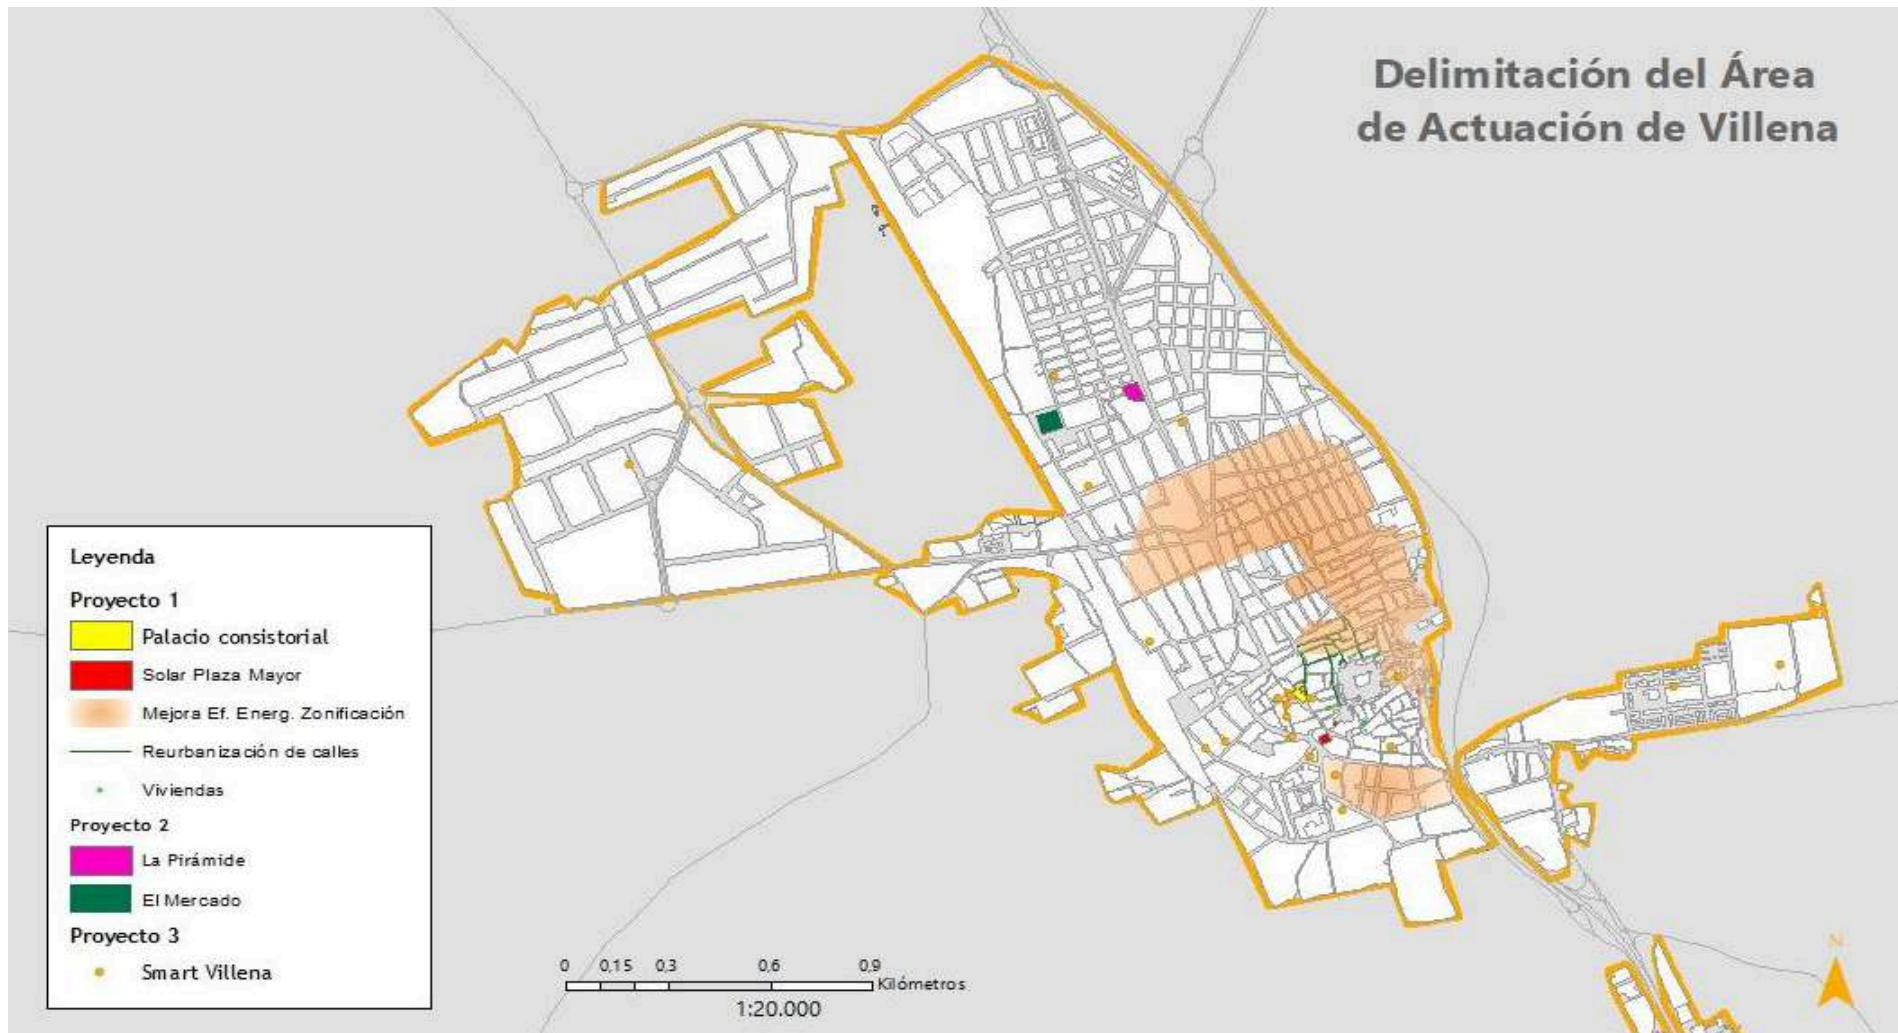 Delimitación del Área
de Actuación de Villena
Leyenda
Proyecto 1
Palacio consistorial
Solar Plaza Mayor
Mejora Ef. Energ. Zonificación
Reurbanización de calles
Viviendas
Proyecto 2
La Pirámide
El Mercado
Proyecto 3
Smart Villena
0 0,15 0,3 0,6 0,9
Kilómetros
1:20.000
N